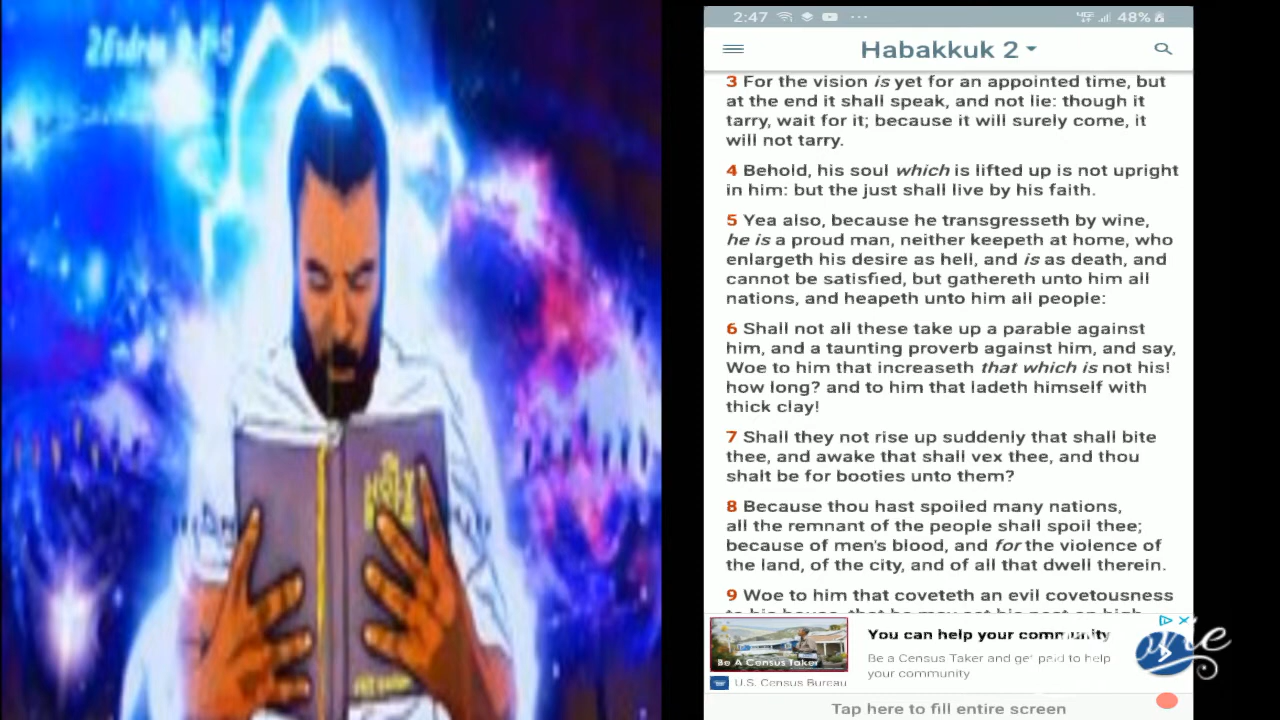 2Esdras
HOLY
2:47 ... 48%
Habakkuk 2
3 For the vision is yet for an appointed time, but
at the end it shall speak, and not lie: though it
tarry, wait for it; because it will surely come, it
will not tarry.
4 Behold, his soul which is lifted up is not upright
in him: but the just shall live by his faith.
5 Yea also, because he transgresseth by wine,
he is a proud man, neither keepeth at home, who
enlargeth his desire as hell, and is as death, and
cannot be satisfied, but gathereth unto him all
nations, and heapeth unto him all people:
6 Shall not all these take up a parable against
him, and a taunting proverb against him, and say,
Woe to him that increaseth that which is not his!
how long? and to him that ladeth himself with
thick clay!
7 Shall they not rise up suddenly that shall bite
thee, and awake that shall vex thee, and thou
shalt be for booties unto them?
8 Because thou hast spoiled many nations,
all the remnant of the people shall spoil thee;
because of men's blood, and for the violence of
the land, of the city, and of all that dwell therein.
9 Woe to him that coveteth an evil covetousness
You can help your community
Be a Census Taker and get paid to help
your community
Be A Census Taker
U.S. Census Bureau
Tap here to fill entire screen